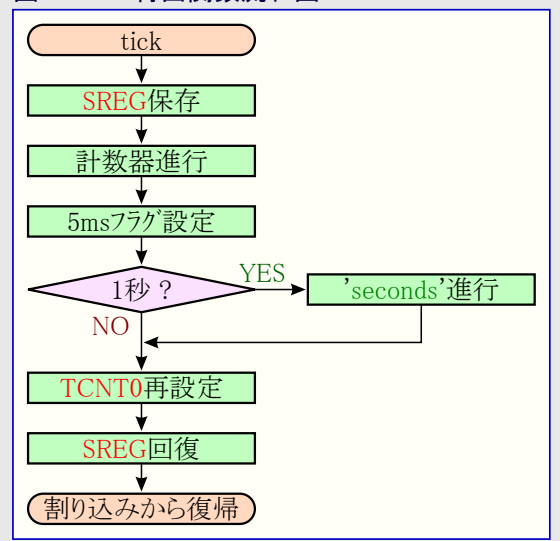 tick
SREG保存
計数器進行
5msﾌﾗｸﾞ設定
1秒 ?
YES
'seconds'進行
NO
TCNT0再設定
SREG回復
割り込みから復帰